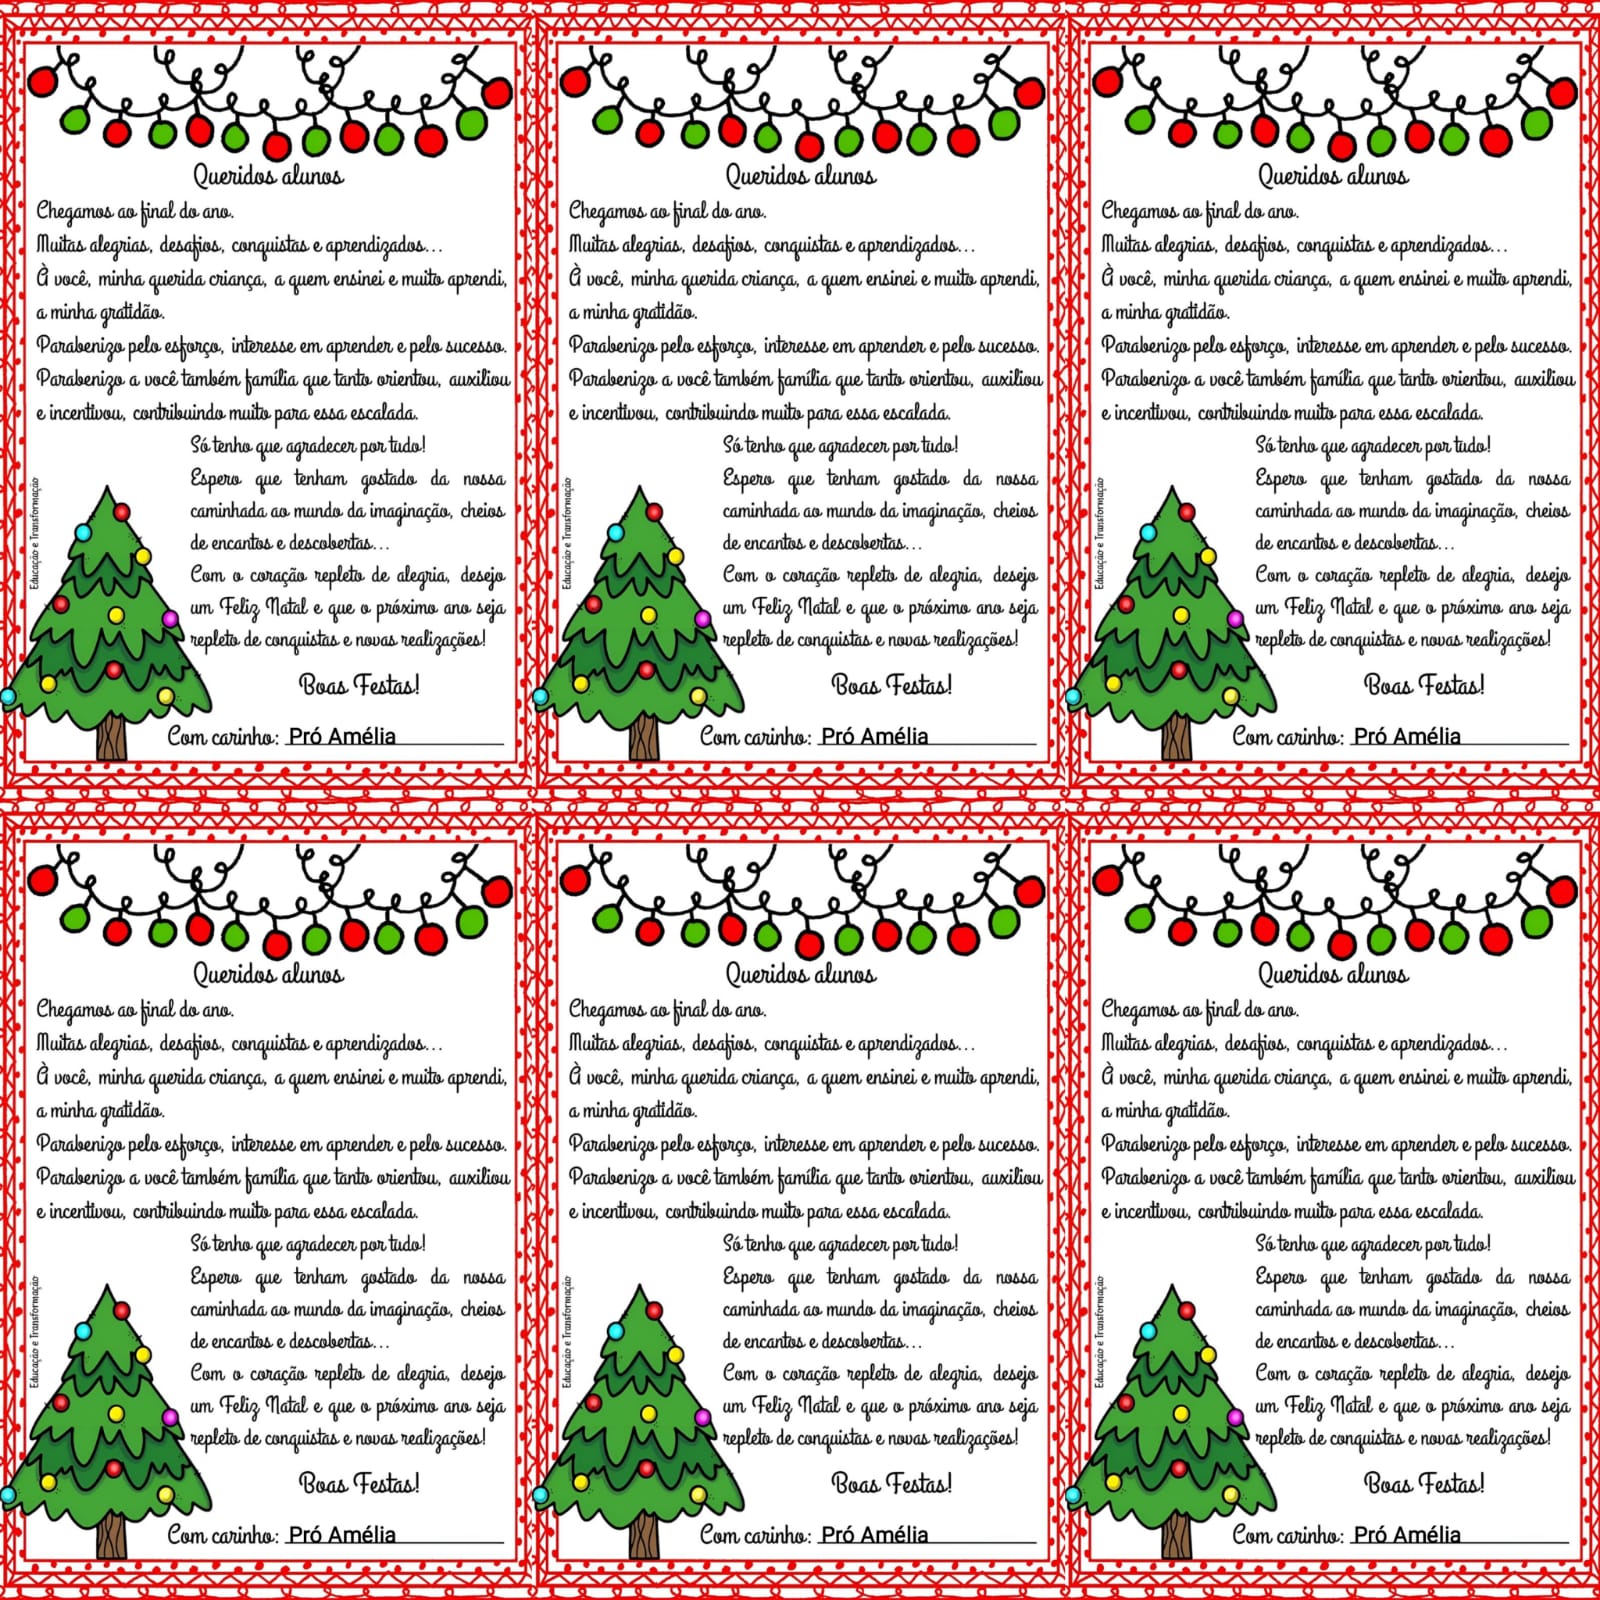 Queridos alunos
Chegamos ao final do ano.
Muitas alegrias, desafios, conquistas e aprendizados...
À você, minha querida criança, a quem ensinei e muito aprendi,
a minha gratidão.
Parabenizo pelo esforço, interesse em aprender e pelo sucesso.
Parabenizo a você também família que tanto orientou, auxiliou
e incentivou, contribuindo muito para essa escalada.
Só tenho que agradecer por tudo!
Espero que tenham gostado da nossa
caminhada ao mundo da imaginação, cheios
de encantos e descobertas...
Com o coração repleto de alegria, desejo
um Feliz Natal e que o próximo ano seja
repleto de conquistas e novas realizações!
Boas Festas!
Com carinho: Pró Amélia
Educação e Transformação
Queridos alunos
Chegamos ao final do ano.
Muitas alegrias, desafios, conquistas e aprendizados...
À você, minha querida criança, a quem ensinei e muito aprendi,
a minha gratidão.
Parabenizo pelo esforço, interesse em aprender e pelo sucesso.
Parabenizo a você também família que tanto orientou, auxiliou
e incentivou, contribuindo muito para essa escalada.
Só tenho que agradecer por tudo!
Espero que tenham gostado da nossa
caminhada ao mundo da imaginação, cheios
de encantos e descobertas...
Com o coração repleto de alegria, desejo
um Feliz Natal e que o próximo ano seja
repleto de conquistas e novas realizações!
Boas Festas!
Com carinho: Pró Amélia
Educação e Transformação
Queridos alunos
Chegamos ao final do ano.
Muitas alegrias, desafios, conquistas e aprendizados...
À você, minha querida criança, a quem ensinei e muito aprendi,
a minha gratidão.
Parabenizo pelo esforço, interesse em aprender e pelo sucesso.
Parabenizo a você também família que tanto orientou, auxiliou
e incentivou, contribuindo muito para essa escalada.
Só tenho que agradecer por tudo!
Espero que tenham gostado da nossa
caminhada ao mundo da imaginação, cheios
de encantos e descobertas...
Com o coração repleto de alegria, desejo
um Feliz Natal e que o próximo ano seja
repleto de conquistas e novas realizações!
Boas Festas!
Com carinho: Pró Amélia
Educação e Transformação
Queridos alunos
Chegamos ao final do ano.
Muitas alegrias, desafios, conquistas e aprendizados...
À você, minha querida criança, a quem ensinei e muito aprendi,
a minha gratidão.
Parabenizo pelo esforço, interesse em aprender e pelo sucesso.
Parabenizo a você também família que tanto orientou, auxiliou
e incentivou, contribuindo muito para essa escalada.
Só tenho que agradecer por tudo!
Espero que tenham gostado da nossa
caminhada ao mundo da imaginação, cheios
de encantos e descobertas...
Com o coração repleto de alegria, desejo
um Feliz Natal e que o próximo ano seja
repleto de conquistas e novas realizações!
Boas Festas!
Com carinho: Pró Amélia
Educação e Transformação
Queridos alunos
Chegamos ao final do ano.
Muitas alegrias, desafios, conquistas e aprendizados...
À você, minha querida criança, a quem ensinei e muito aprendi,
a minha gratidão.
Parabenizo pelo esforço, interesse em aprender e pelo sucesso.
Parabenizo a você também família que tanto orientou, auxiliou
e incentivou, contribuindo muito para essa escalada.
Só tenho que agradecer por tudo!
Espero que tenham gostado da nossa
caminhada ao mundo da imaginação, cheios
de encantos e descobertas...
Com o coração repleto de alegria, desejo
um Feliz Natal e que o próximo ano seja
repleto de conquistas e novas realizações!
Boas Festas!
Com carinho: Pró Amélia
Educação e Transformação
Queridos alunos
Chegamos ao final do ano.
Muitas alegrias, desafios, conquistas e aprendizados...
À você, minha querida criança, a quem ensinei e muito aprendi,
a minha gratidão.
Parabenizo pelo esforço, interesse em aprender e pelo sucesso.
Parabenizo a você também família que tanto orientou, auxiliou
e incentivou, contribuindo muito para essa escalada.
Só tenho que agradecer por tudo!
Espero que tenham gostado da nossa
caminhada ao mundo da imaginação, cheios
de encantos e descobertas...
Com o coração repleto de alegria, desejo
um Feliz Natal e que o próximo ano seja
repleto de conquistas e novas realizações!
Boas Festas!
Com carinho: Pró Amélia
Educação e Transformação